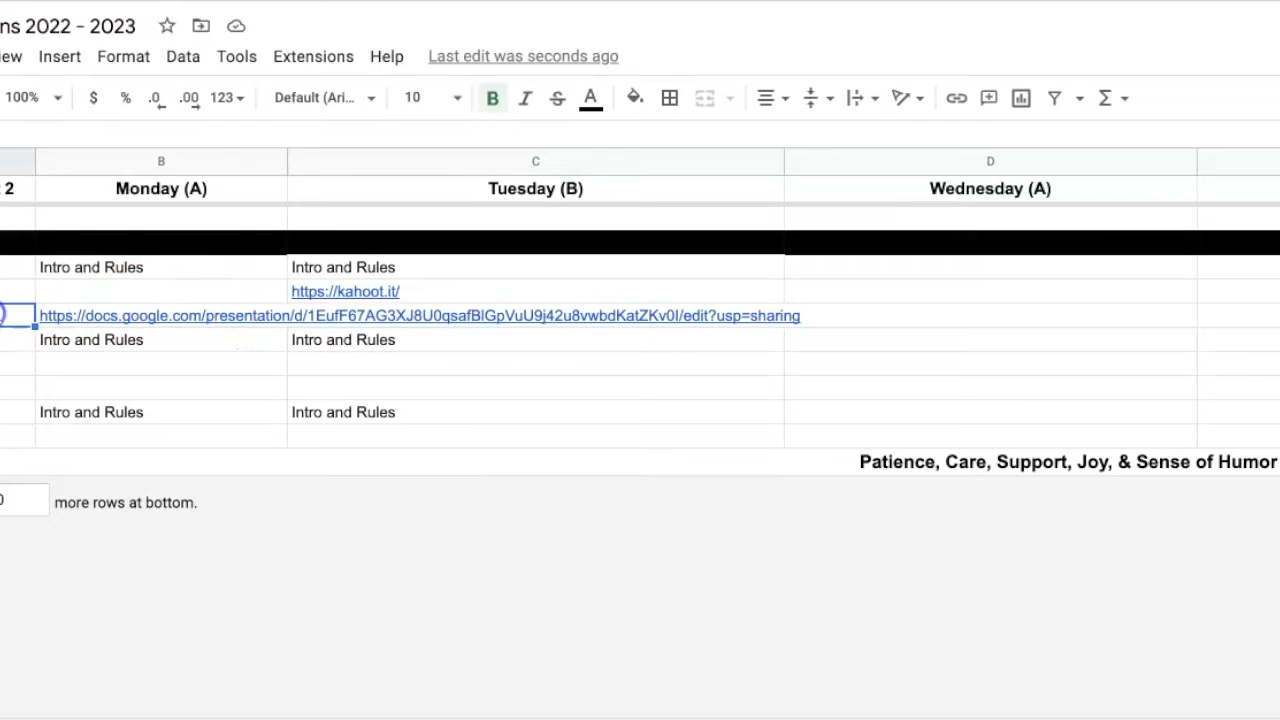 ns 2022 - 2023
ew Insert Format Data Tools Extensions Help Last edit was seconds ago
100% $ % .0 .00 123 Default (Ari... 10 B I S A
B C D
2 Monday (A) Tuesday (B) Wednesday (A)
Intro and Rules Intro and Rules
https://kahoot.it/
https://docs.google.com/presentation/d/1EufF67AG3XJ8U0qsafBlGpVuU9j42u8vwbdKatZKv0I/edit?usp=sharing
Intro and Rules Intro and Rules
Intro and Rules Intro and Rules
Patience, Care, Support, Joy, & Sense of Humor
0 more rows at bottom.